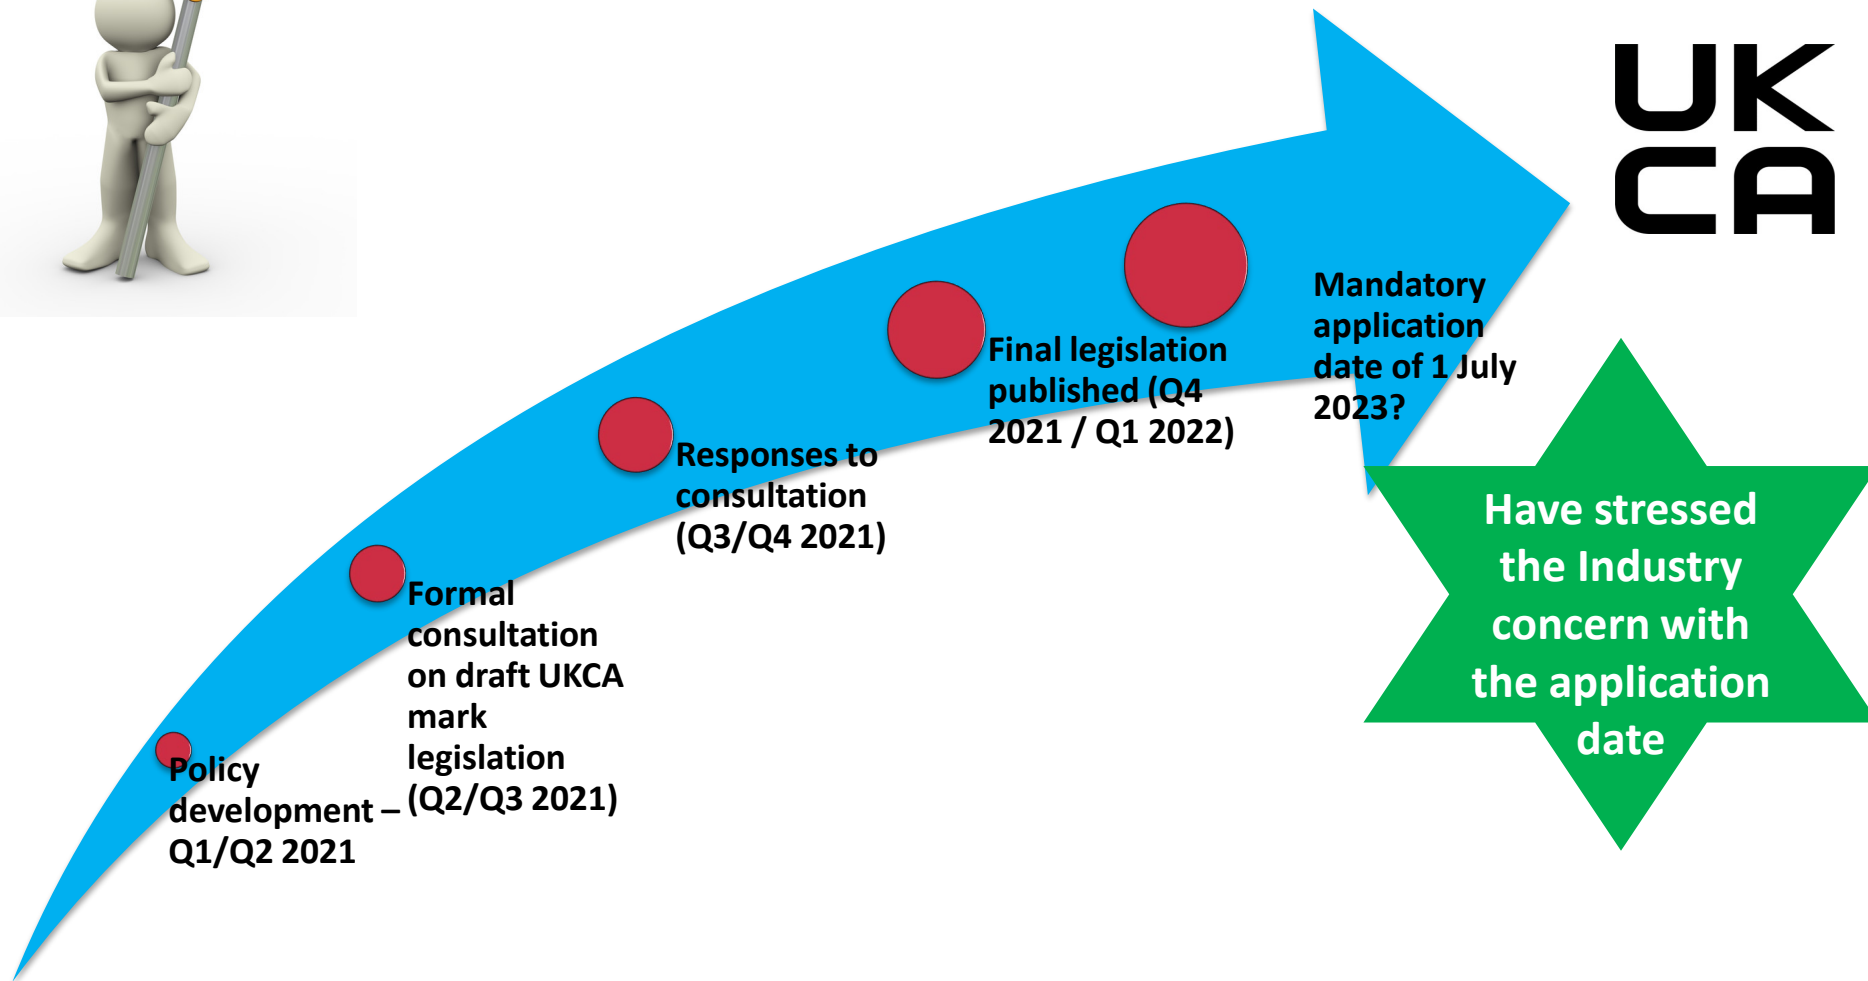 UK
CA
Mandatory
application
date of 1 July
2023?
Final legislation
published (Q4
2021 / Q1 2022)
Responses to
consultation
(Q3/Q4 2021)
Formal
consultation
on draft UKCA
mark
legislation
(Q2/Q3 2021)
Policy
development –
Q1/Q2 2021
Have stressed
the Industry
concern with
the application
date